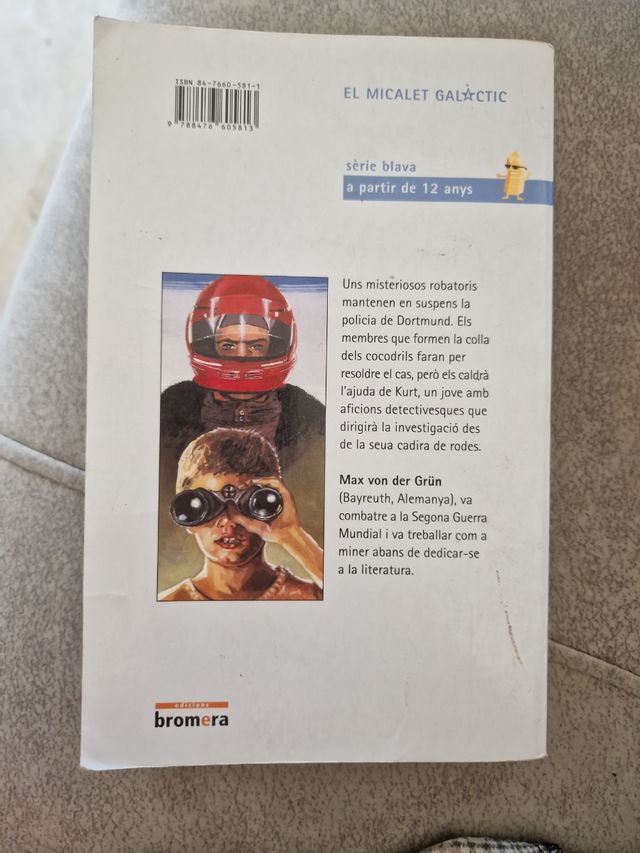 ISBN 84-7660-581-1
9 788476 605813
EL MICALET GALÀCTIC
sèrie blava
a partir de 12 anys
Uns misteriosos robatoris
mantenen en suspens la
policia de Dortmund. Els
membres que formen la colla
dels cocodrils faran per
resoldre el cas, però els caldrà
l'ajuda de Kurt, un jove amb
aficions detectivesques que
dirigirà la investigació des
de la seua cadira de rodes.
Max von der Grün
(Bayreuth, Alemanya), va
combatre a la Segona Guerra
Mundial i va treballar com a
miner abans de dedicar-se
a la literatura.
edicions
bromera